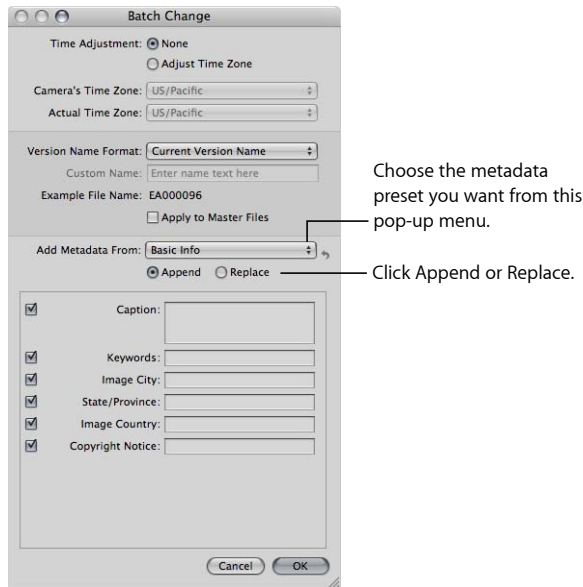 Batch Change
Time Adjustment: None
Adjust Time Zone
Camera's Time Zone: US/Pacific
Actual Time Zone: US/Pacific
Version Name Format: Current Version Name
Custom Name: Enter name text here
Example File Name: EA000096
Apply to Master Files
Choose the metadata
preset you want from this
pop-up menu.
Add Metadata From: Basic Info
Append Replace
Click Append or Replace.
Caption:
Keywords:
Image City:
State/Province:
Image Country:
Copyright Notice:
Cancel OK